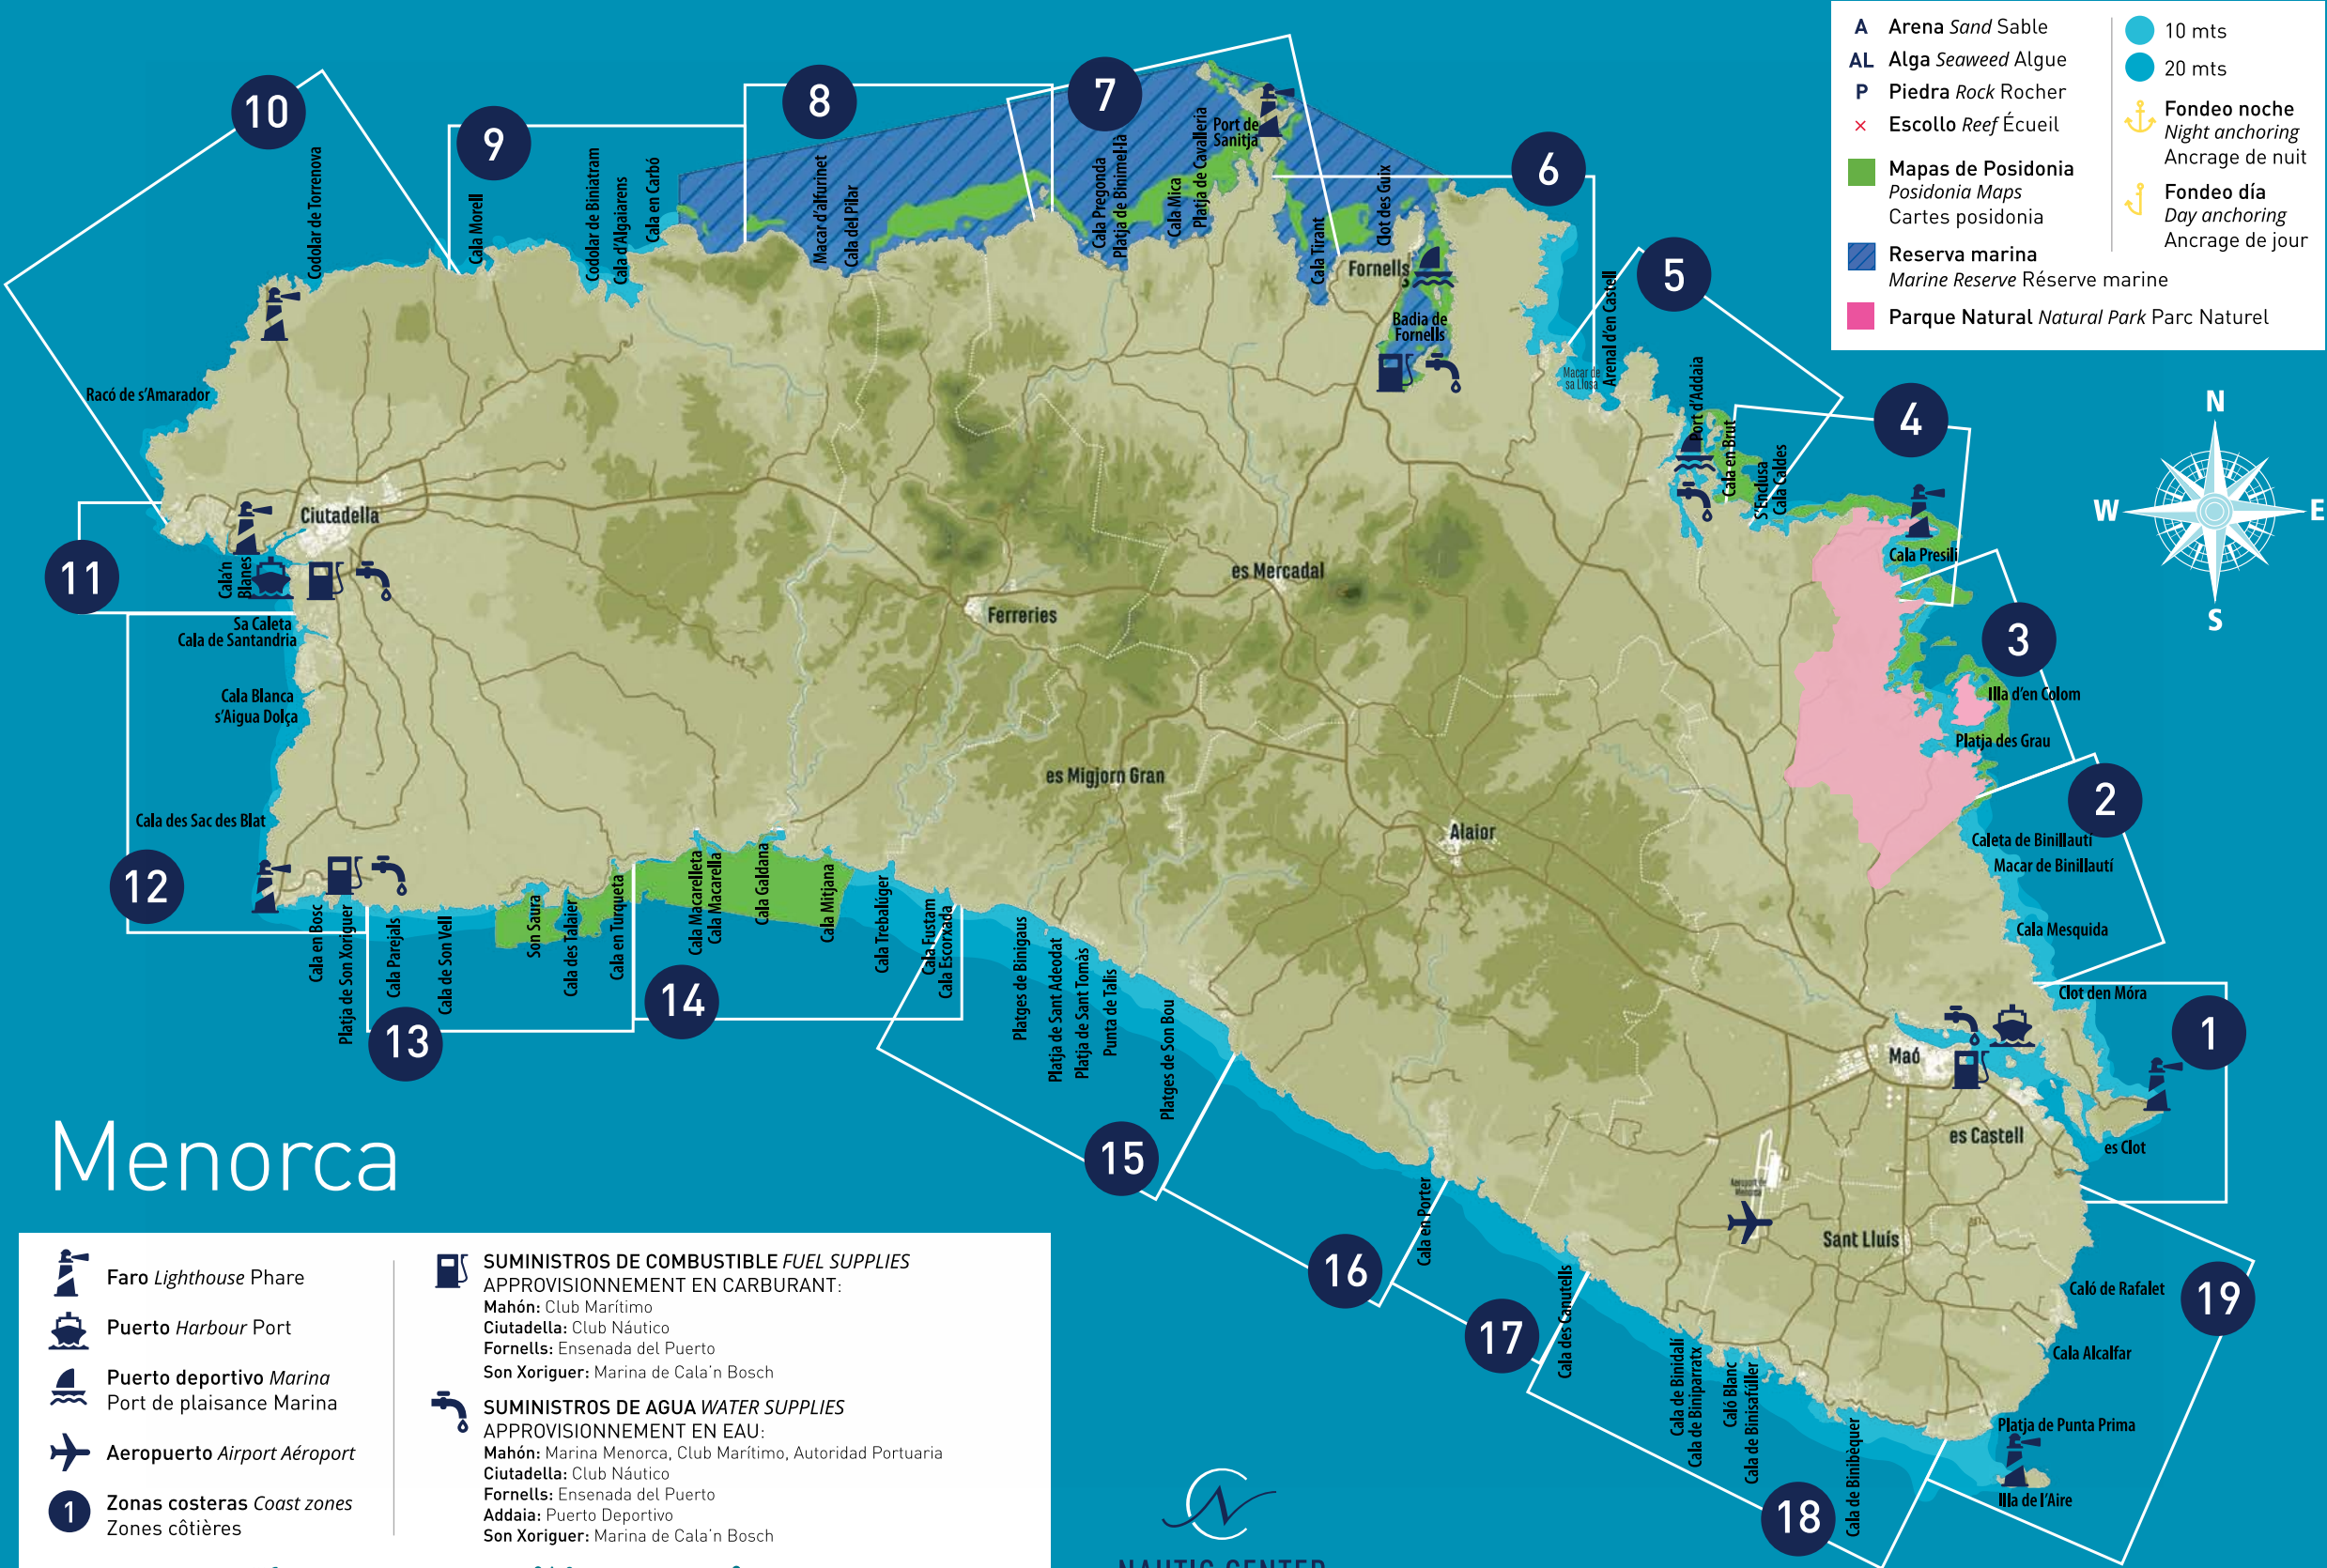 10
9
8
7
6
5
4
3
2
1
11
12
13
14
15
16
17
18
19
A Arena Sand Sable
AL Alga Seaweed Algue
P Piedra Rock Rocher
× Escollo Reef Écueil
Mapas de Posidonia
Posidonia Maps
Cartes posidonia
Reserva marina
Marine Reserve Réserve marine
Parque Natural Natural Park Parc Naturel
10 mts
20 mts
Fondeo noche
Night anchoring
Ancrage de nuit
Fondeo día
Day anchoring
Ancrage de jour
N
W
E
S
Codolar de Torrenova
Cala Morell
Codolar de Biniatram
Cala d'Algaiarens
Cala en Carbó
Macar d'alfurinet
Cala del Pilar
Cala Pregonda
Platja de Binimel·là
Cala Mica
Platja de Cavalleria
Port de
Sanitja
Cala Tirant
Clot des Guix
Fornells
Badia de
Fornells
Macar de
sa Llosa
Arenal d'en Castell
Port d'Addaia
Cala en Brut
S'Enclusa
Cala Caldes
Cala Presili
Illa d'en Colom
Platja des Grau
Caleta de Binillautí
Macar de Binillautí
Cala Mesquida
Clot den Móra
Maó
es Castell
es Clot
Aeroport de
Menorca
Sant Lluís
Caló de Rafalet
Cala Alcalfar
Platja de Punta Prima
Illa de l'Aire
Racó de s'Amarador
Ciutadella
Cala'n
Blanes
Sa Caleta
Cala de Santandria
Cala Blanca
s'Aigua Dolça
Cala des Sac des Blat
Ferreries
es Mercadal
es Migjorn Gran
Alaior
Cala en Bosc
Platja de Son Xoriguer
Cala Parejals
Cala de Son Vell
Son Saura
Cala des Talaier
Cala en Turqueta
Cala Macarelleta
Cala Macarella
Cala Galdana
Cala Mitjana
Cala Trebalúger
Cala Fustam
Cala Escorxada
Platges de Binigaus
Platja de Sant Adeodat
Platja de Sant Tomàs
Punta de Talis
Platges de Son Bou
Cala en Porter
Cala des Canutells
Cala de Binidalí
Cala de Biniparratx
Caló Blanc
Cala de Binisafúller
Cala de Binibèquer
Menorca
Faro Lighthouse Phare
Puerto Harbour Port
Puerto deportivo Marina
Port de plaisance Marina
Aeropuerto Airport Aéroport
1 Zonas costeras Coast zones
Zones côtières
SUMINISTROS DE COMBUSTIBLE FUEL SUPPLIES
APPROVISIONNEMENT EN CARBURANT:
Mahón: Club Marítimo
Ciutadella: Club Náutico
Fornells: Ensenada del Puerto
Son Xoriguer: Marina de Cala'n Bosch
SUMINISTROS DE AGUA WATER SUPPLIES
APPROVISIONNEMENT EN EAU:
Mahón: Marina Menorca, Club Marítimo, Autoridad Portuaria
Ciutadella: Club Náutico
Fornells: Ensenada del Puerto
Addaia: Puerto Deportivo
Son Xoriguer: Marina de Cala'n Bosch
NAUTIC CENTER